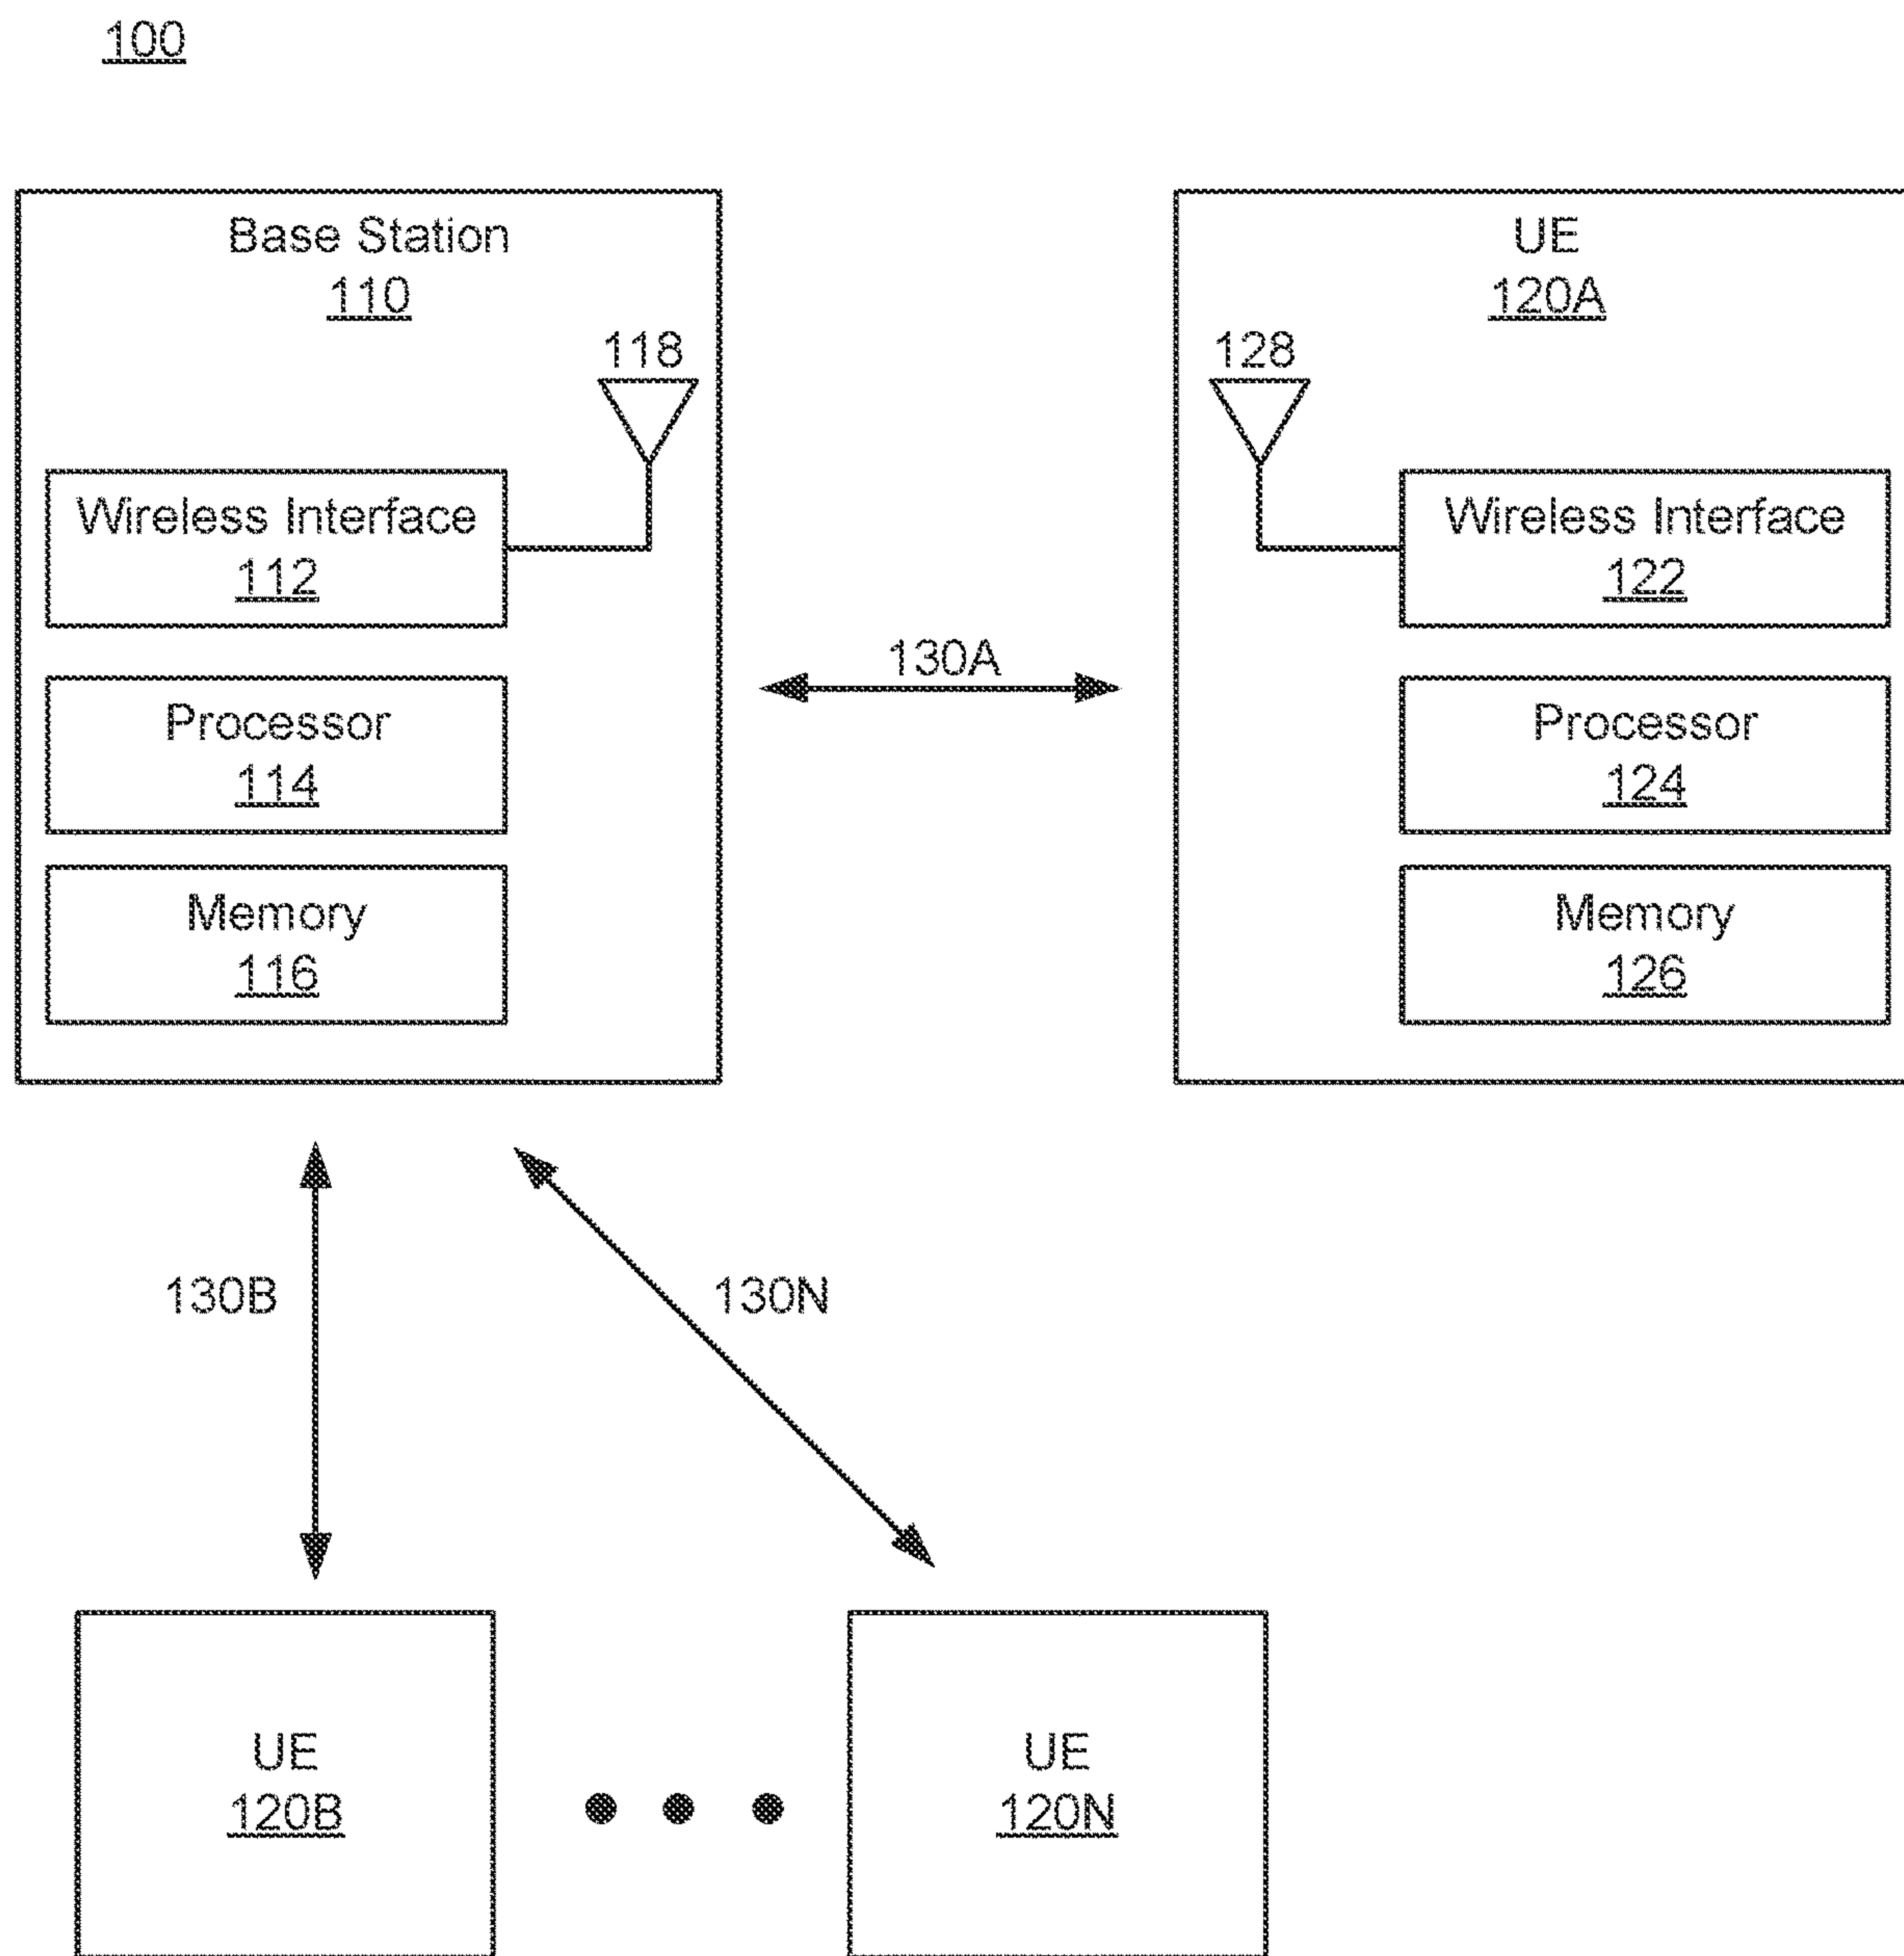 100
Base Station
110
118
Wireless Interface
112
Processor
114
Memory
116
UE
120A
128
Wireless Interface
122
Processor
124
Memory
126
130A
130B
130N
UE
120B
UE
120N